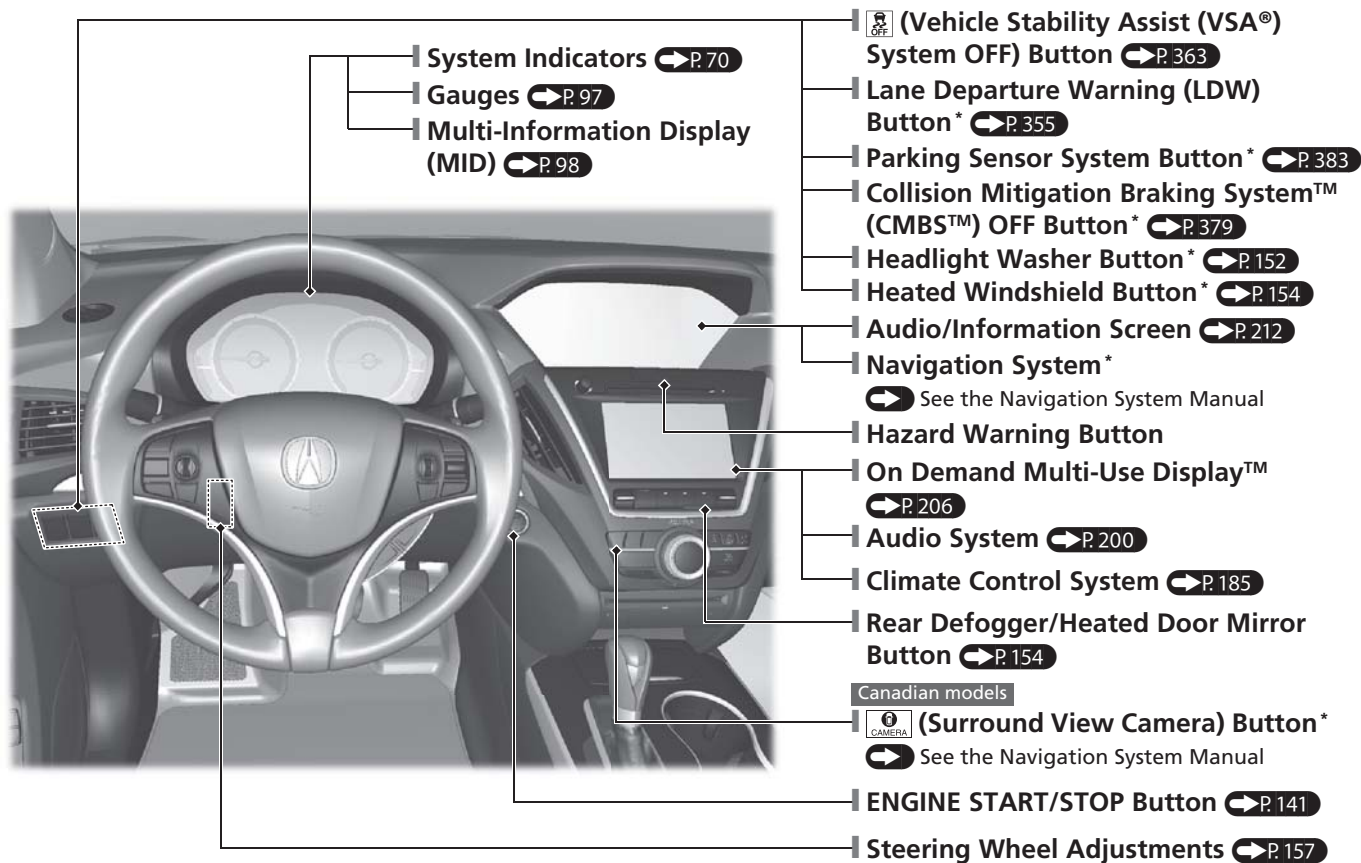 System Indicators P. 70
Gauges P. 97
Multi-Information Display
(MID) P. 98
OFF (Vehicle Stability Assist (VSA®)
System OFF) Button P. 363
Lane Departure Warning (LDW)
Button* P. 355
Parking Sensor System Button* P. 383
Collision Mitigation Braking System™
(CMBS™) OFF Button* P. 379
Headlight Washer Button* P. 152
Heated Windshield Button* P. 154
Audio/Information Screen P. 212
Navigation System*
See the Navigation System Manual
Hazard Warning Button
On Demand Multi-Use Display™
P. 206
Audio System P. 200
Climate Control System P. 185
Rear Defogger/Heated Door Mirror
Button P. 154
Canadian models
CAMERA (Surround View Camera) Button*
See the Navigation System Manual
ENGINE START/STOP Button P. 141
Steering Wheel Adjustments P. 157